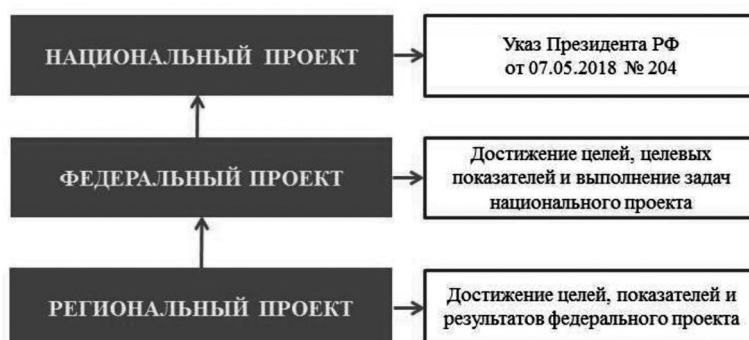 НАЦИОНАЛЬНЫЙ ПРОЕКТ
Указ Президента РФ
от 07.05.2018 № 204
ФЕДЕРАЛЬНЫЙ ПРОЕКТ
Достижение целей, целевых
показателей и выполнение задач
национального проекта
РЕГИОНАЛЬНЫЙ ПРОЕКТ
Достижение целей, показателей и
результатов федерального проекта